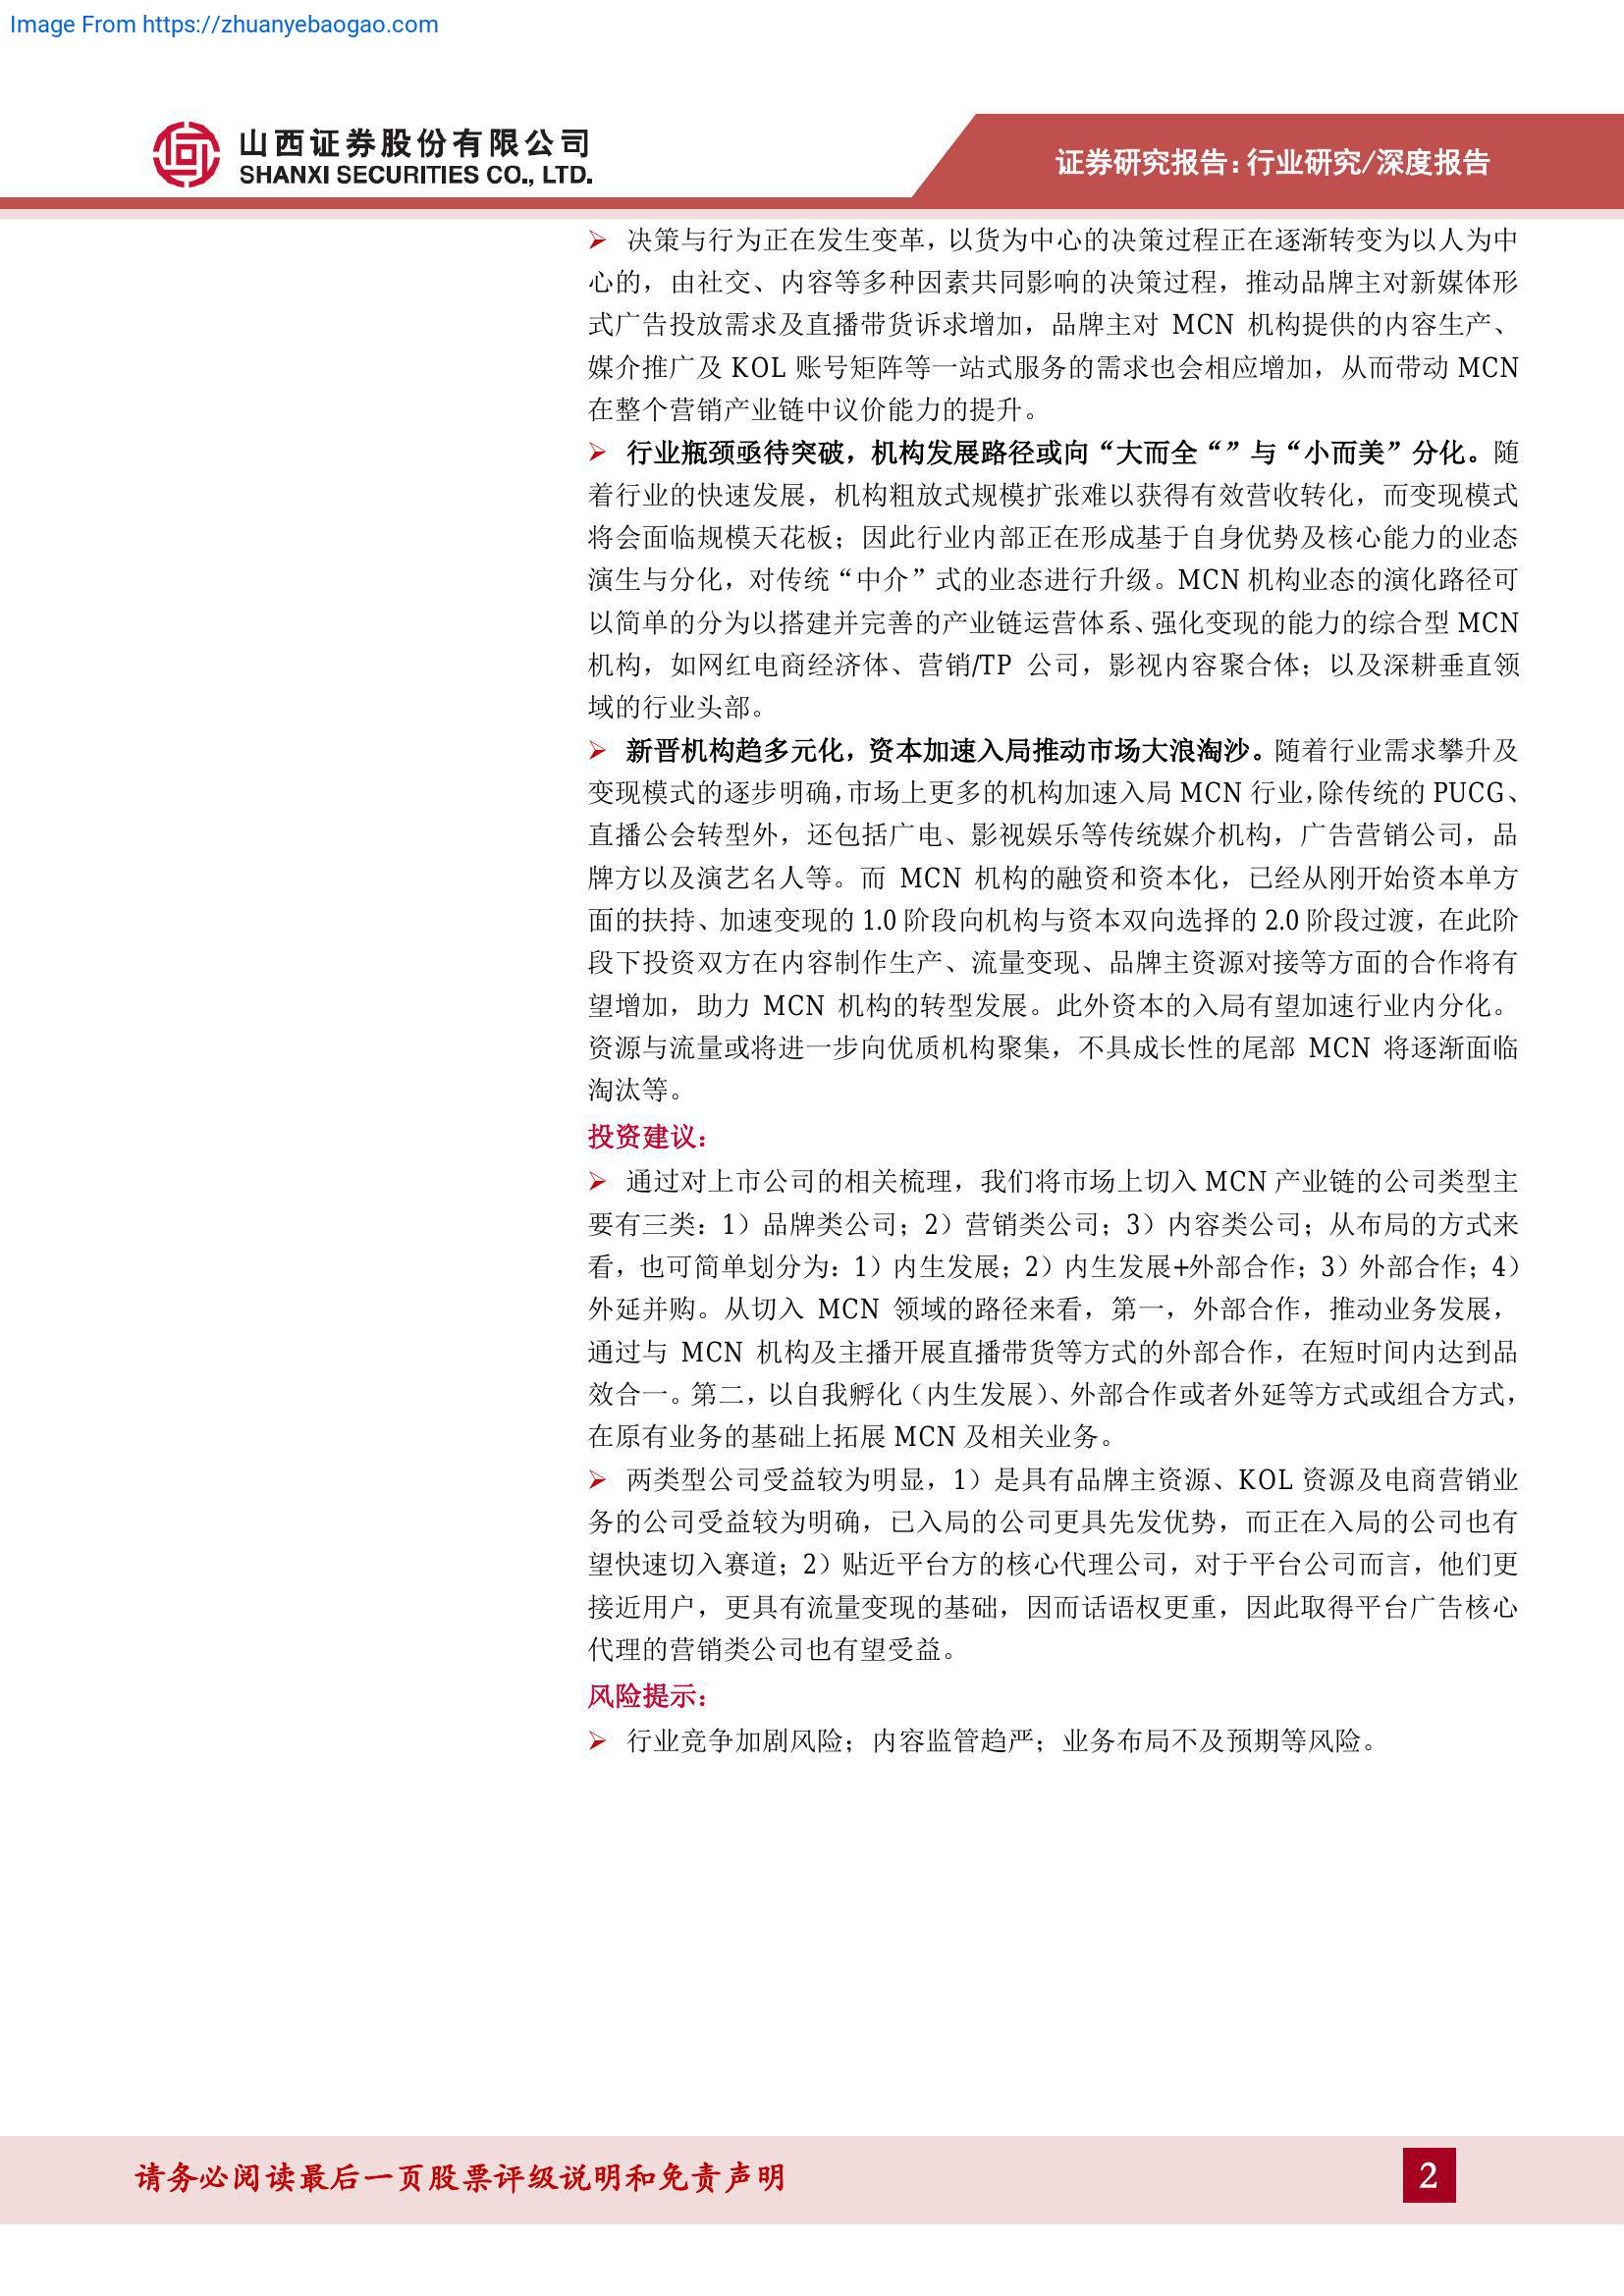 Image From https://zhuanyebaogao.com
山西证券股份有限公司
SHANXI SECURITIES CO., LTD.
证券研究报告：行业研究/深度报告
➢ 决策与行为正在发生变革，以货为中心的决策过程正在逐渐转变为以人为中
心的，由社交、内容等多种因素共同影响的决策过程，推动品牌主对新媒体形
式广告投放需求及直播带货诉求增加，品牌主对 MCN 机构提供的内容生产、
媒介推广及 KOL 账号矩阵等一站式服务的需求也会相应增加，从而带动 MCN
在整个营销产业链中议价能力的提升。
➢ 行业瓶颈亟待突破，机构发展路径或向“大而全“”与“小而美”分化。随
着行业的快速发展，机构粗放式规模扩张难以获得有效营收转化，而变现模式
将会面临规模天花板；因此行业内部正在形成基于自身优势及核心能力的业态
演生与分化，对传统“中介”式的业态进行升级。MCN 机构业态的演化路径可
以简单的分为以搭建并完善的产业链运营体系、强化变现的能力的综合型 MCN
机构，如网红电商经济体、营销/TP 公司，影视内容聚合体；以及深耕垂直领
域的行业头部。
➢ 新晋机构趋多元化，资本加速入局推动市场大浪淘沙。随着行业需求攀升及
变现模式的逐步明确，市场上更多的机构加速入局 MCN 行业，除传统的 PUCG、
直播公会转型外，还包括广电、影视娱乐等传统媒介机构，广告营销公司，品
牌方以及演艺名人等。而 MCN 机构的融资和资本化，已经从刚开始资本单方
面的扶持、加速变现的 1.0 阶段向机构与资本双向选择的 2.0 阶段过渡，在此阶
段下投资双方在内容制作生产、流量变现、品牌主资源对接等方面的合作将有
望增加，助力 MCN 机构的转型发展。此外资本的入局有望加速行业内分化。
资源与流量或将进一步向优质机构聚集，不具成长性的尾部 MCN 将逐渐面临
淘汰等。
投资建议：
➢ 通过对上市公司的相关梳理，我们将市场上切入 MCN 产业链的公司类型主
要有三类：1）品牌类公司；2）营销类公司；3）内容类公司；从布局的方式来
看，也可简单划分为：1）内生发展；2）内生发展+外部合作；3）外部合作；4）
外延并购。从切入 MCN 领域的路径来看，第一，外部合作，推动业务发展，
通过与 MCN 机构及主播开展直播带货等方式的外部合作，在短时间内达到品
效合一。第二，以自我孵化（内生发展）、外部合作或者外延等方式或组合方式，
在原有业务的基础上拓展 MCN 及相关业务。
➢ 两类型公司受益较为明显，1）是具有品牌主资源、KOL 资源及电商营销业
务的公司受益较为明确，已入局的公司更具先发优势，而正在入局的公司也有
望快速切入赛道；2）贴近平台方的核心代理公司，对于平台公司而言，他们更
接近用户，更具有流量变现的基础，因而话语权更重，因此取得平台广告核心
代理的营销类公司也有望受益。
风险提示：
➢ 行业竞争加剧风险；内容监管趋严；业务布局不及预期等风险。
请务必阅读最后一页股票评级说明和免责声明
2